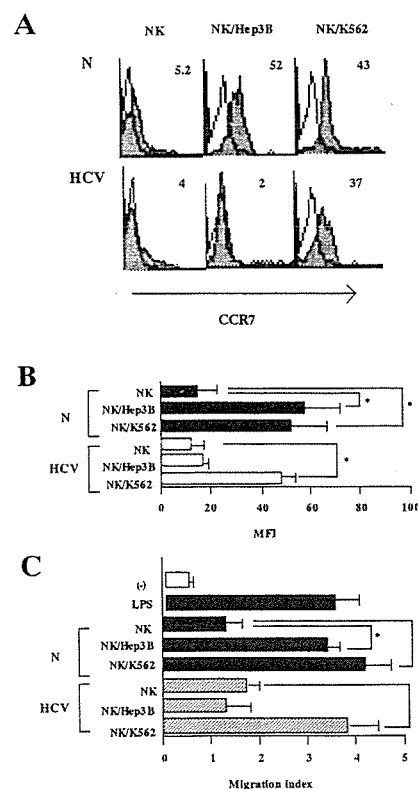 A
NK NK/Hep3B NK/K562
N
5.2 52 43
HCV
4 2 37
CCR7
B
N
NK
NK/Hep3B
NK/K562
*
*
HCV
NK
NK/Hep3B
NK/K562
*
0 20 40 60 80 100
MFI
C
(-)
LPS
N
NK
NK/Hep3B
NK/K562
*
HCV
NK
NK/Hep3B
NK/K562
0 1 2 3 4 5
Migration index